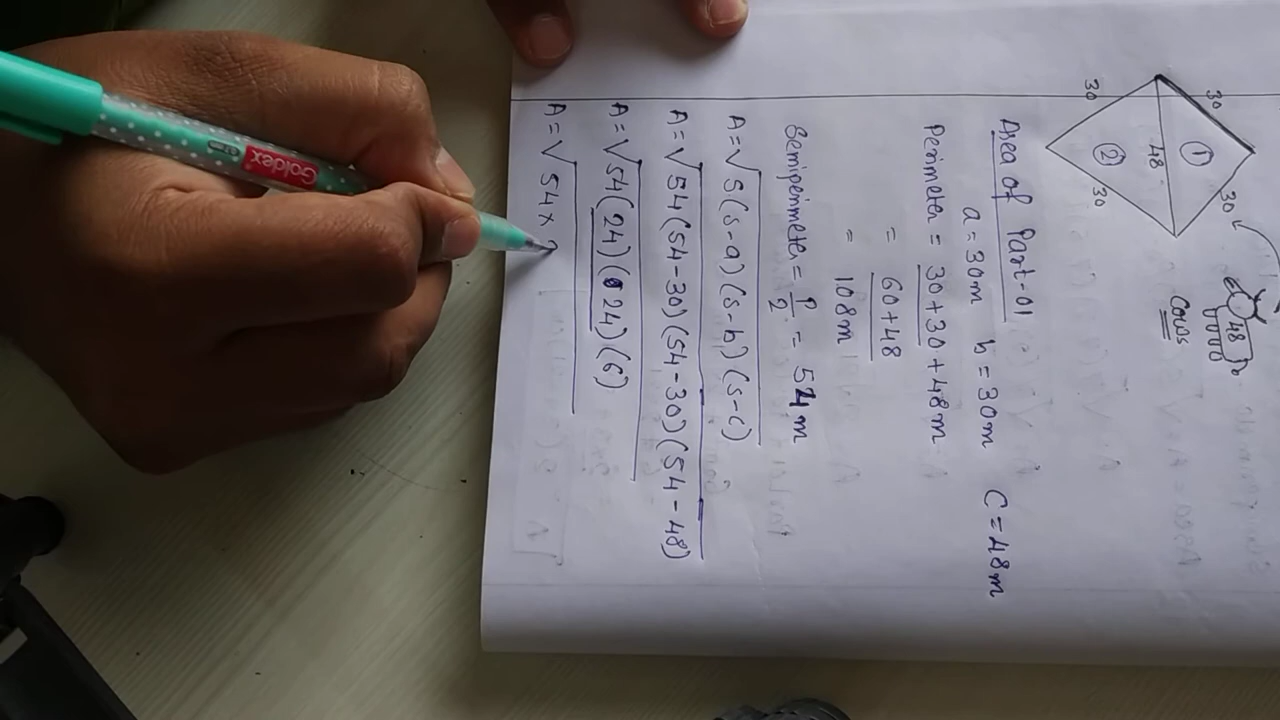 30
①
30
48
②
30
30
48
Cows
Area of Part-01
a = 30m b = 30m C = 48m
Perimeter = 30+30+48m
= 60+48
= 108m
Semiperimeter = P/2 = 54m
A = √s(s-a)(s-b)(s-c)
A = √54(54-30)(54-30)(54-48)
A = √54(24)(24)(6)
A = √54×
Goldex